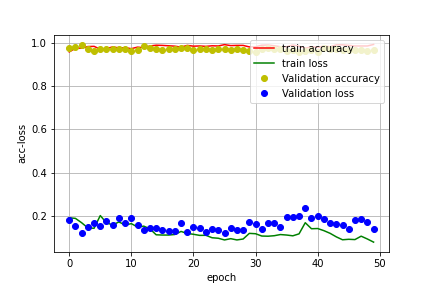 1.0
0.8
0.6
0.4
0.2
0 10 20 30 40 50
epoch
acc-loss
train accuracy
train loss
Validation accuracy
Validation loss